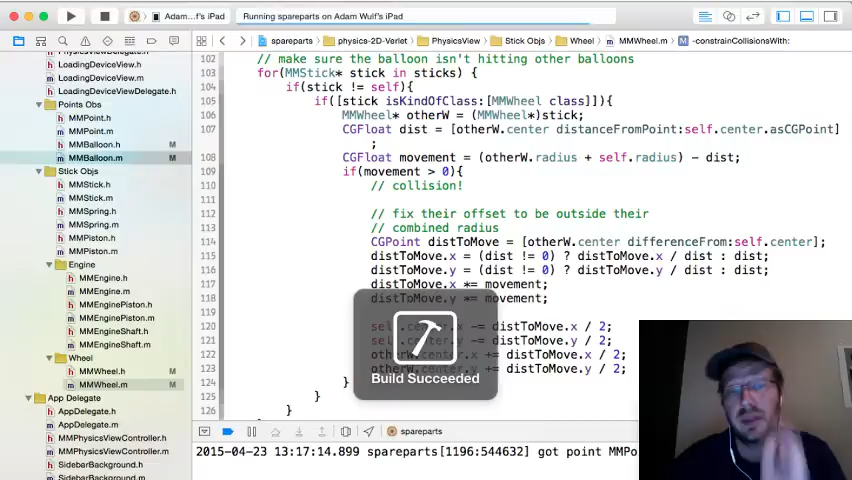 Adam...f's iPad
Running spareparts on Adam Wulf's iPad
spareparts
physics-2D-Verlet
PhysicsView
Stick Objs
Wheel
MMWheel.m
-constrainCollisionsWith:
LoadingDeviceView.h
LoadingDeviceView.m
LoadingDeviceViewDelegate.h
Points Obs
MMPoint.h
MMPoint.m
MMBalloon.h M
MMBalloon.m M
Stick Objs
MMStick.h
MMStick.m
MMSpring.h
MMSpring.m
MMPiston.h
MMPiston.m
Engine
MMEngine.h
MMEngine.m
MMEnginePiston.h
MMEnginePiston.m
MMEngineShaft.h
MMEngineShaft.m
Wheel
MMWheel.h M
MMWheel.m M
App Delegate
AppDelegate.h
AppDelegate.m
MMPhysicsViewController.h
MMPhysicsViewController.m
SidebarBackground.h
SidebarBackground.m
102 // make sure the balloon isn't hitting other balloons
103 for(MMStick* stick in sticks) {
104 if(stick != self){
105 if([stick isKindOfClass:[MMWheel class]]){
106 MMWheel* otherW = (MMWheel*)stick;
107 CGFloat dist = [otherW.center distanceFromPoint:self.center.asCGPoint]
;
108 CGFloat movement = (otherW.radius + self.radius) - dist;
109 if(movement > 0){
110 // collision!
111
112 // fix their offset to be outside their
113 // combined radius
114 CGPoint distToMove = [otherW.center differenceFrom:self.center];
115 distToMove.x = (dist != 0) ? distToMove.x / dist : dist;
116 distToMove.y = (dist != 0) ? distToMove.y / dist : dist;
117 distToMove.x *= movement;
118 distToMove.y *= movement;
120 self.center.x -= distToMove.x / 2;
121 self.center.y -= distToMove.y / 2;
122 otherW.center.x += distToMove.x / 2;
123 otherW.center.y += distToMove.y / 2;
124 }
125 }
126 }
Build Succeeded
spareparts
2015-04-23 13:17:14.899 spareparts[1196:544632] got point MMPo